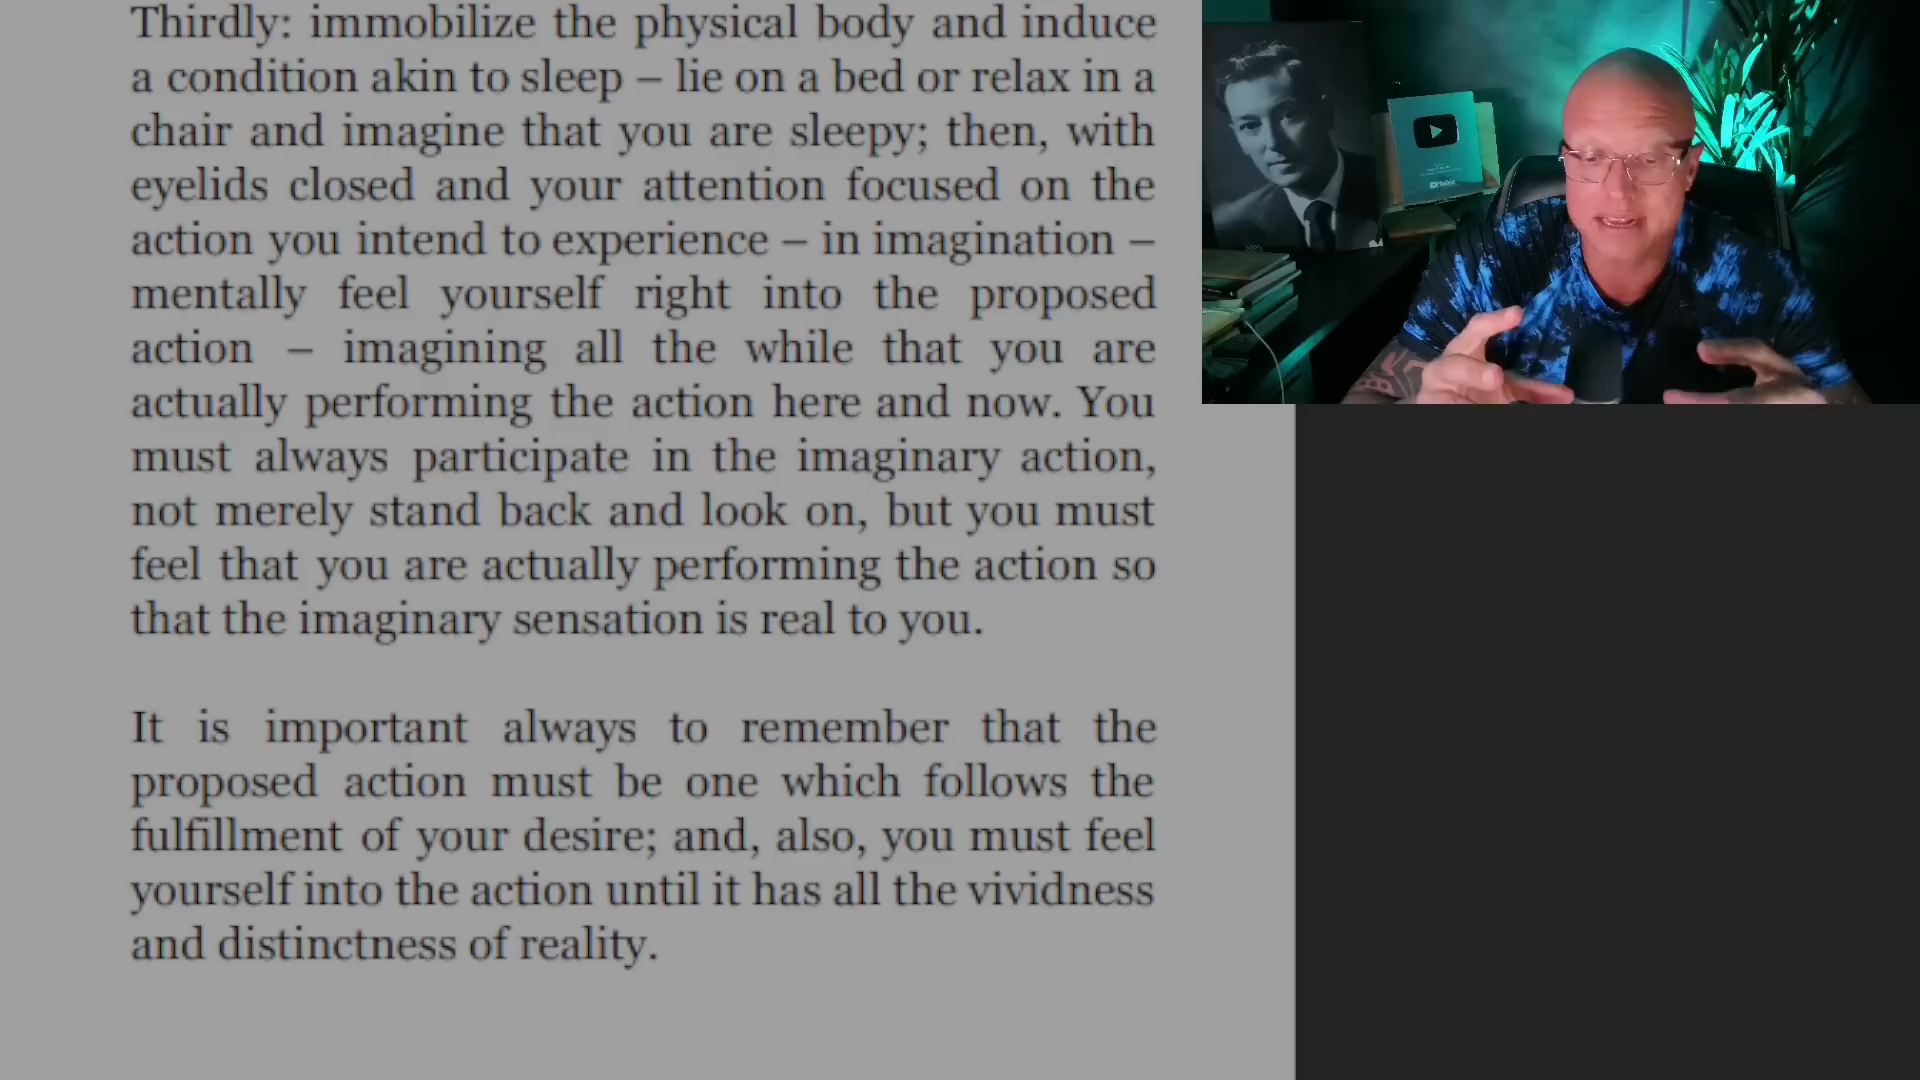 Thirdly: immobilize the physical body and induce
a condition akin to sleep – lie on a bed or relax in a
chair and imagine that you are sleepy; then, with
eyelids closed and your attention focused on the
action you intend to experience – in imagination –
mentally feel yourself right into the proposed
action – imagining all the while that you are
actually performing the action here and now. You
must always participate in the imaginary action,
not merely stand back and look on, but you must
feel that you are actually performing the action so
that the imaginary sensation is real to you.
It is important always to remember that the
proposed action must be one which follows the
fulfillment of your desire; and, also, you must feel
yourself into the action until it has all the vividness
and distinctness of reality.